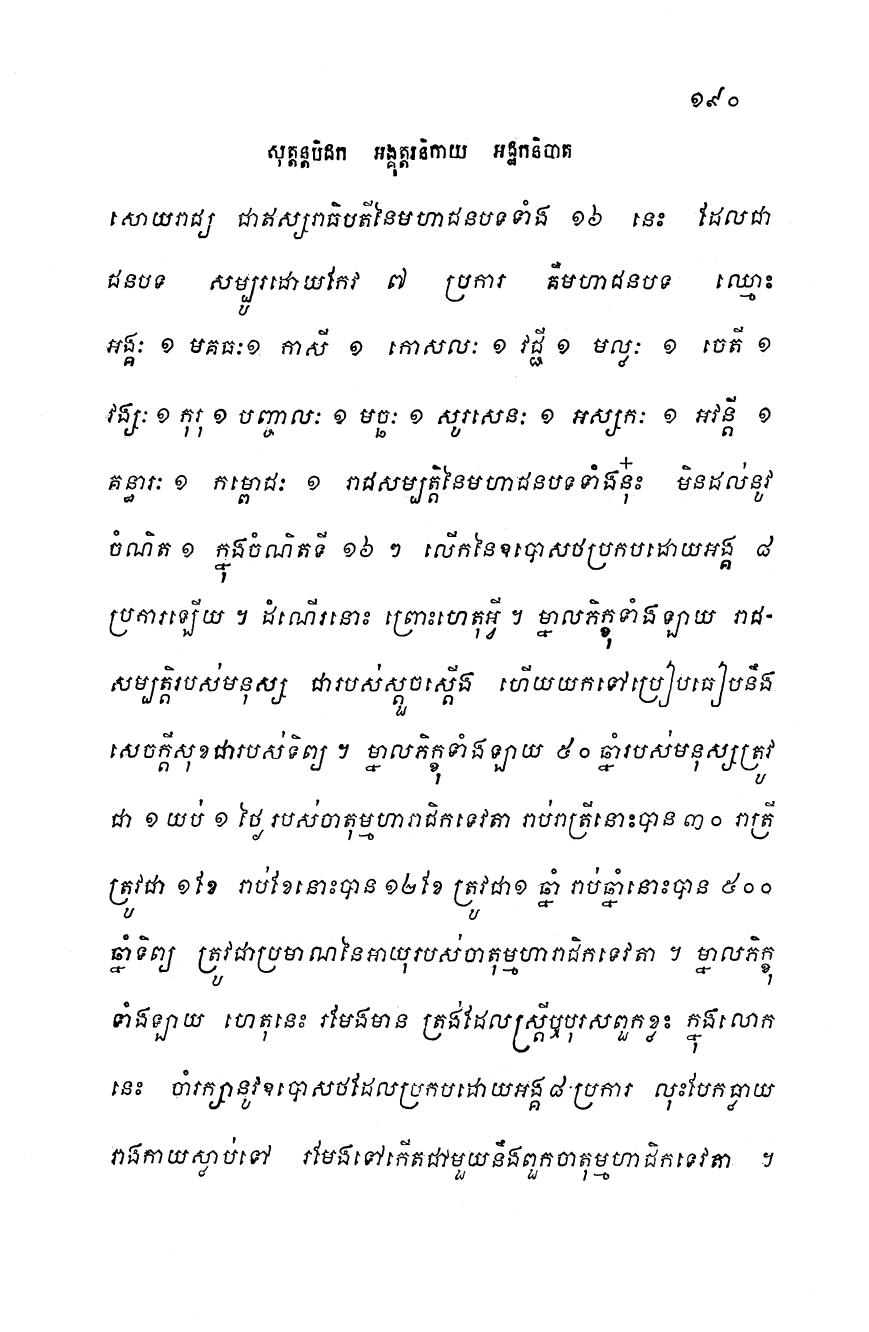 ១៩០
សុត្តន្តបិដក អង្គុត្តរនិកាយ អដ្ឋកនិបាត
សោយរាជ្យ ជាឥស្សរាធិបតីនៃមហាជនបទទាំង ១៦ នេះ ដែលជា
ជនបទ សម្បូរដោយកែវ ៧ ប្រការ គឺមហាជនបទ ឈ្មោះ
អង្គៈ ១ មគធៈ១ កាសី ១ កោសលៈ ១ វជ្ជី ១ មល្លៈ ១ ចេតី ១
វង្សៈ ១ កុរុ ១ បញ្ចាលៈ ១ មច្ឆៈ ១ សូរសេនៈ ១ អស្សកៈ ១ អវន្តី ១
គន្ធារៈ ១ កម្ពោជៈ ១ រាជសម្បត្តិនៃមហាជនបទទាំងនុ៎ះ មិនដល់នូវ
ចំណិត ១ ក្នុងចំណិតទី ១៦ ៗ លើកនៃឧបោសថប្រកបដោយអង្គ ៨
ប្រការឡើយ ។ ដំណើរនោះ ព្រោះហេតុអ្វី ។ ម្នាលភិក្ខុទាំងឡាយ រាជ-
សម្បត្តិរបស់មនុស្ស ជារបស់ស្តួចស្តើង ហើយយកទៅប្រៀបធៀបនឹង
សេចក្តីសុខជារបស់ទិព្យ ។ ម្នាលភិក្ខុទាំងឡាយ ៥០ ឆ្នាំរបស់មនុស្សត្រូវ
ជា ១ យប់ ១ ថ្ងៃ របស់ចាតុម្មហារាជិកទេវតា រាប់រាត្រីនោះបាន ៣០ រាត្រី
ត្រូវជា ១ខែ រាប់ខែនោះបាន ១២ខែ ត្រូវជា១ ឆ្នាំ រាប់ឆ្នាំនោះបាន ៥០០
ឆ្នាំទិព្យ ត្រូវជាប្រមាណនៃអាយុរបស់ចាតុម្មហារាជិកទេវតា ។ ម្នាលភិក្ខុ
ទាំងឡាយ ហេតុនេះ រមែងមាន ត្រង់ដែលស្ត្រីឬបុរសពួកខ្លះ ក្នុងលោក
នេះ ចាំរក្សានូវឧបោសថដែលប្រកបដោយអង្គ៨ ប្រការ លុះបែកធ្លាយ
រាងកាយស្លាប់ទៅ រមែងទៅកើតជាមួយនឹងពួកចាតុម្មហាជិកទេវតា ។